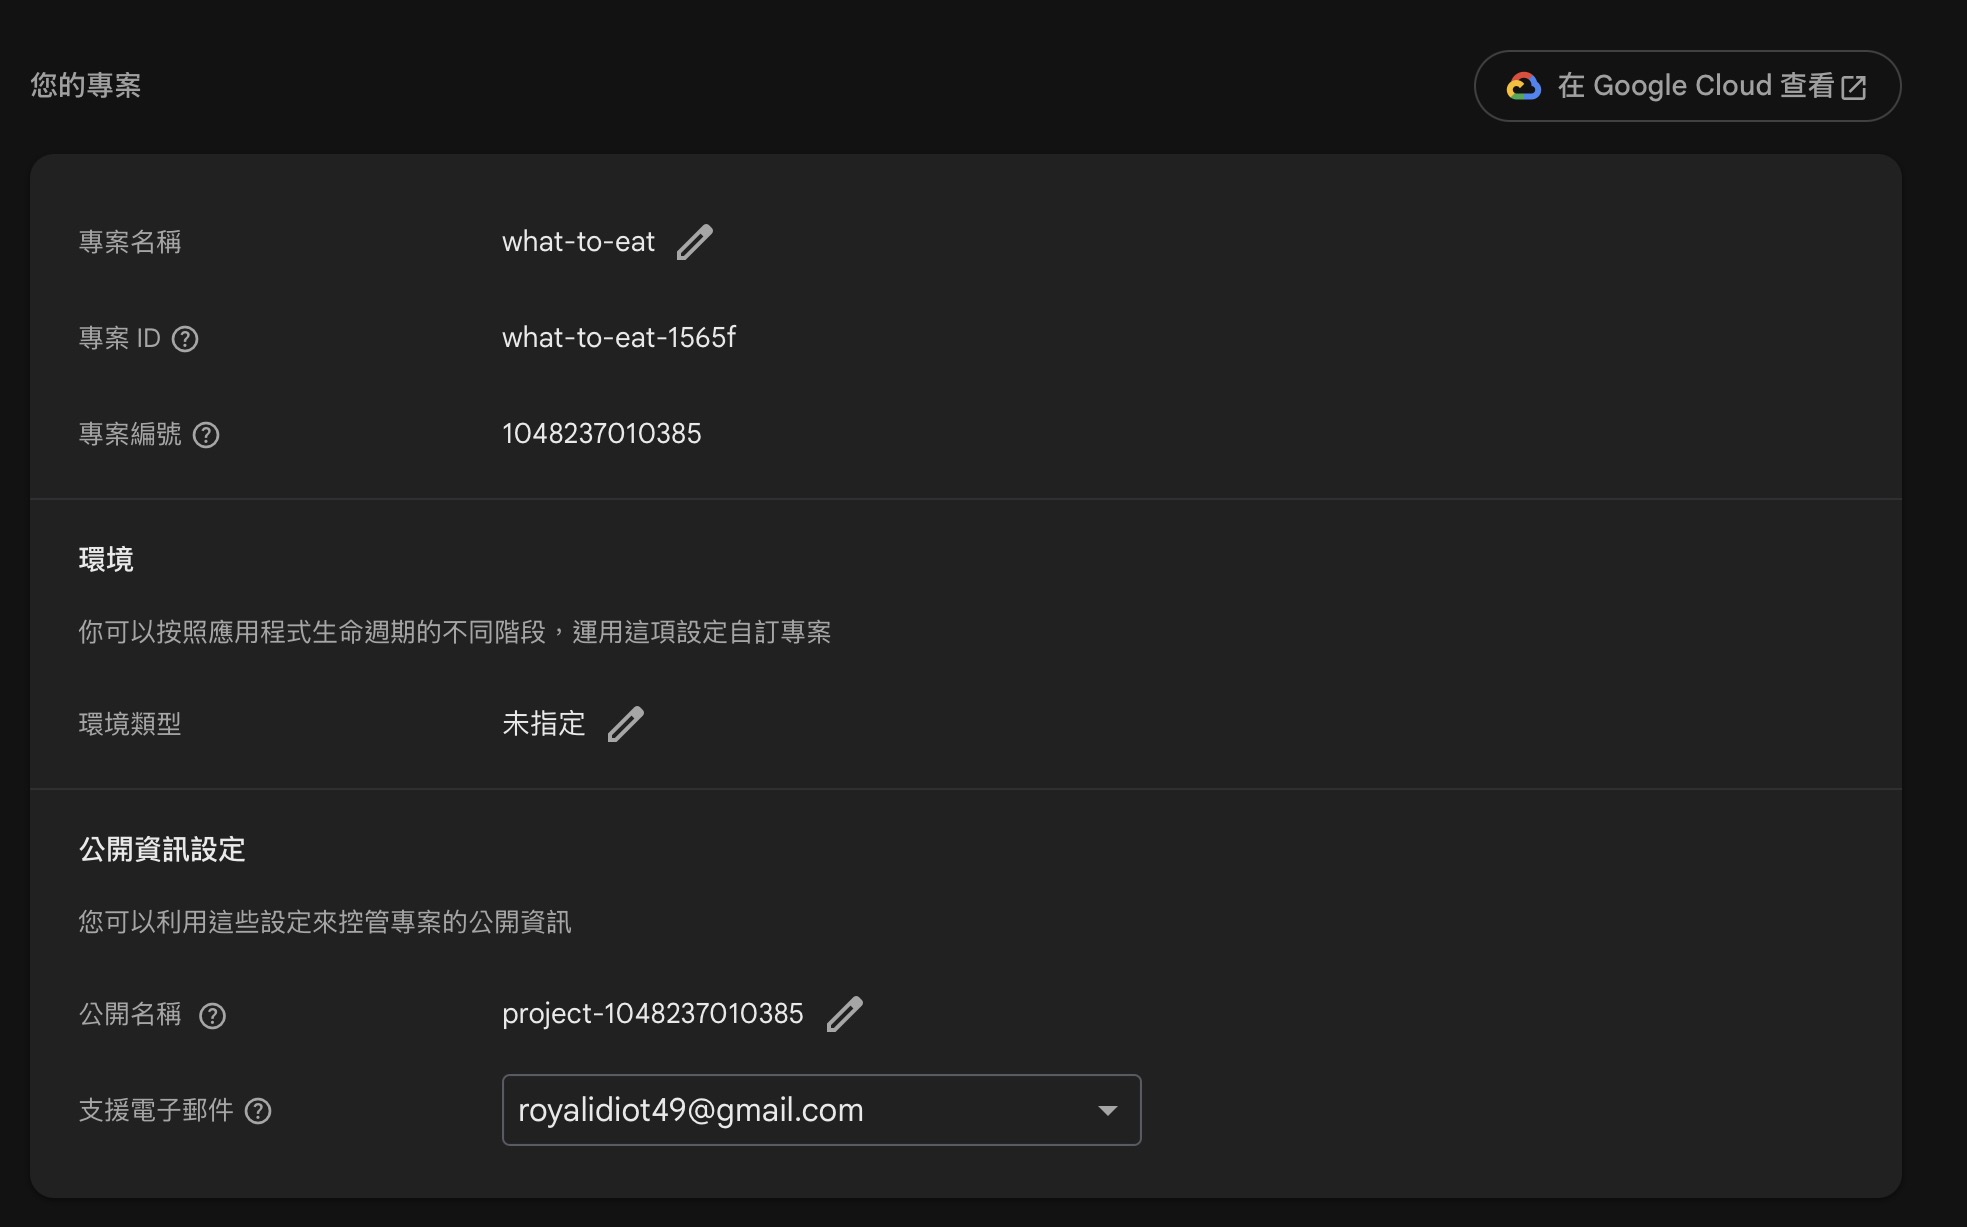 您的專案
在 Google Cloud 查看
專案名稱 what-to-eat
專案 ID what-to-eat-1565f
專案編號 1048237010385
環境
你可以按照應用程式生命週期的不同階段，運用這項設定自訂專案
環境類型 未指定
公開資訊設定
您可以利用這些設定來控管專案的公開資訊
公開名稱 project-1048237010385
支援電子郵件 royalidiot49@gmail.com